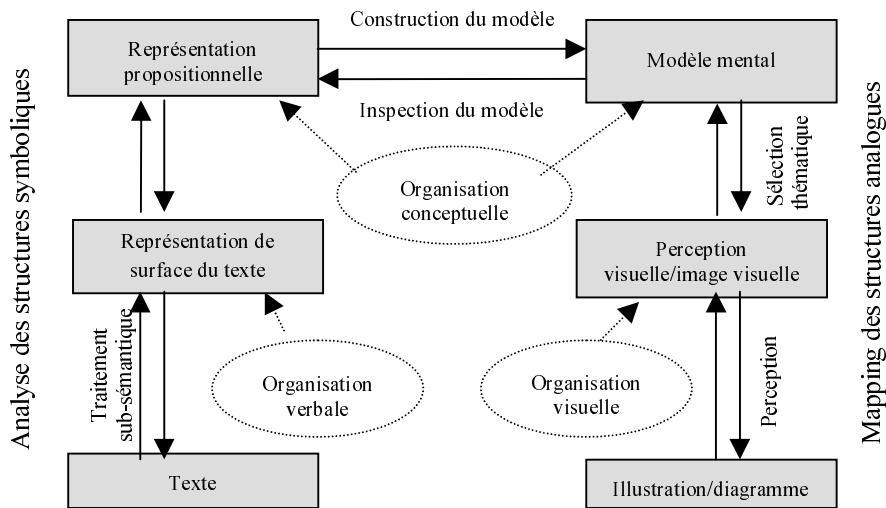 Construction du modèle
Représentation
propositionnelle
Modèle mental
Inspection du modèle
Analyse des structures symboliques
Mapping des structures analogues
Sélection
thématique
Organisation
conceptuelle
Représentation de
surface du texte
Perception
visuelle/image visuelle
Traitement
sub-sémantique
Organisation
verbale
Organisation
visuelle
Perception
Texte
Illustration/diagramme